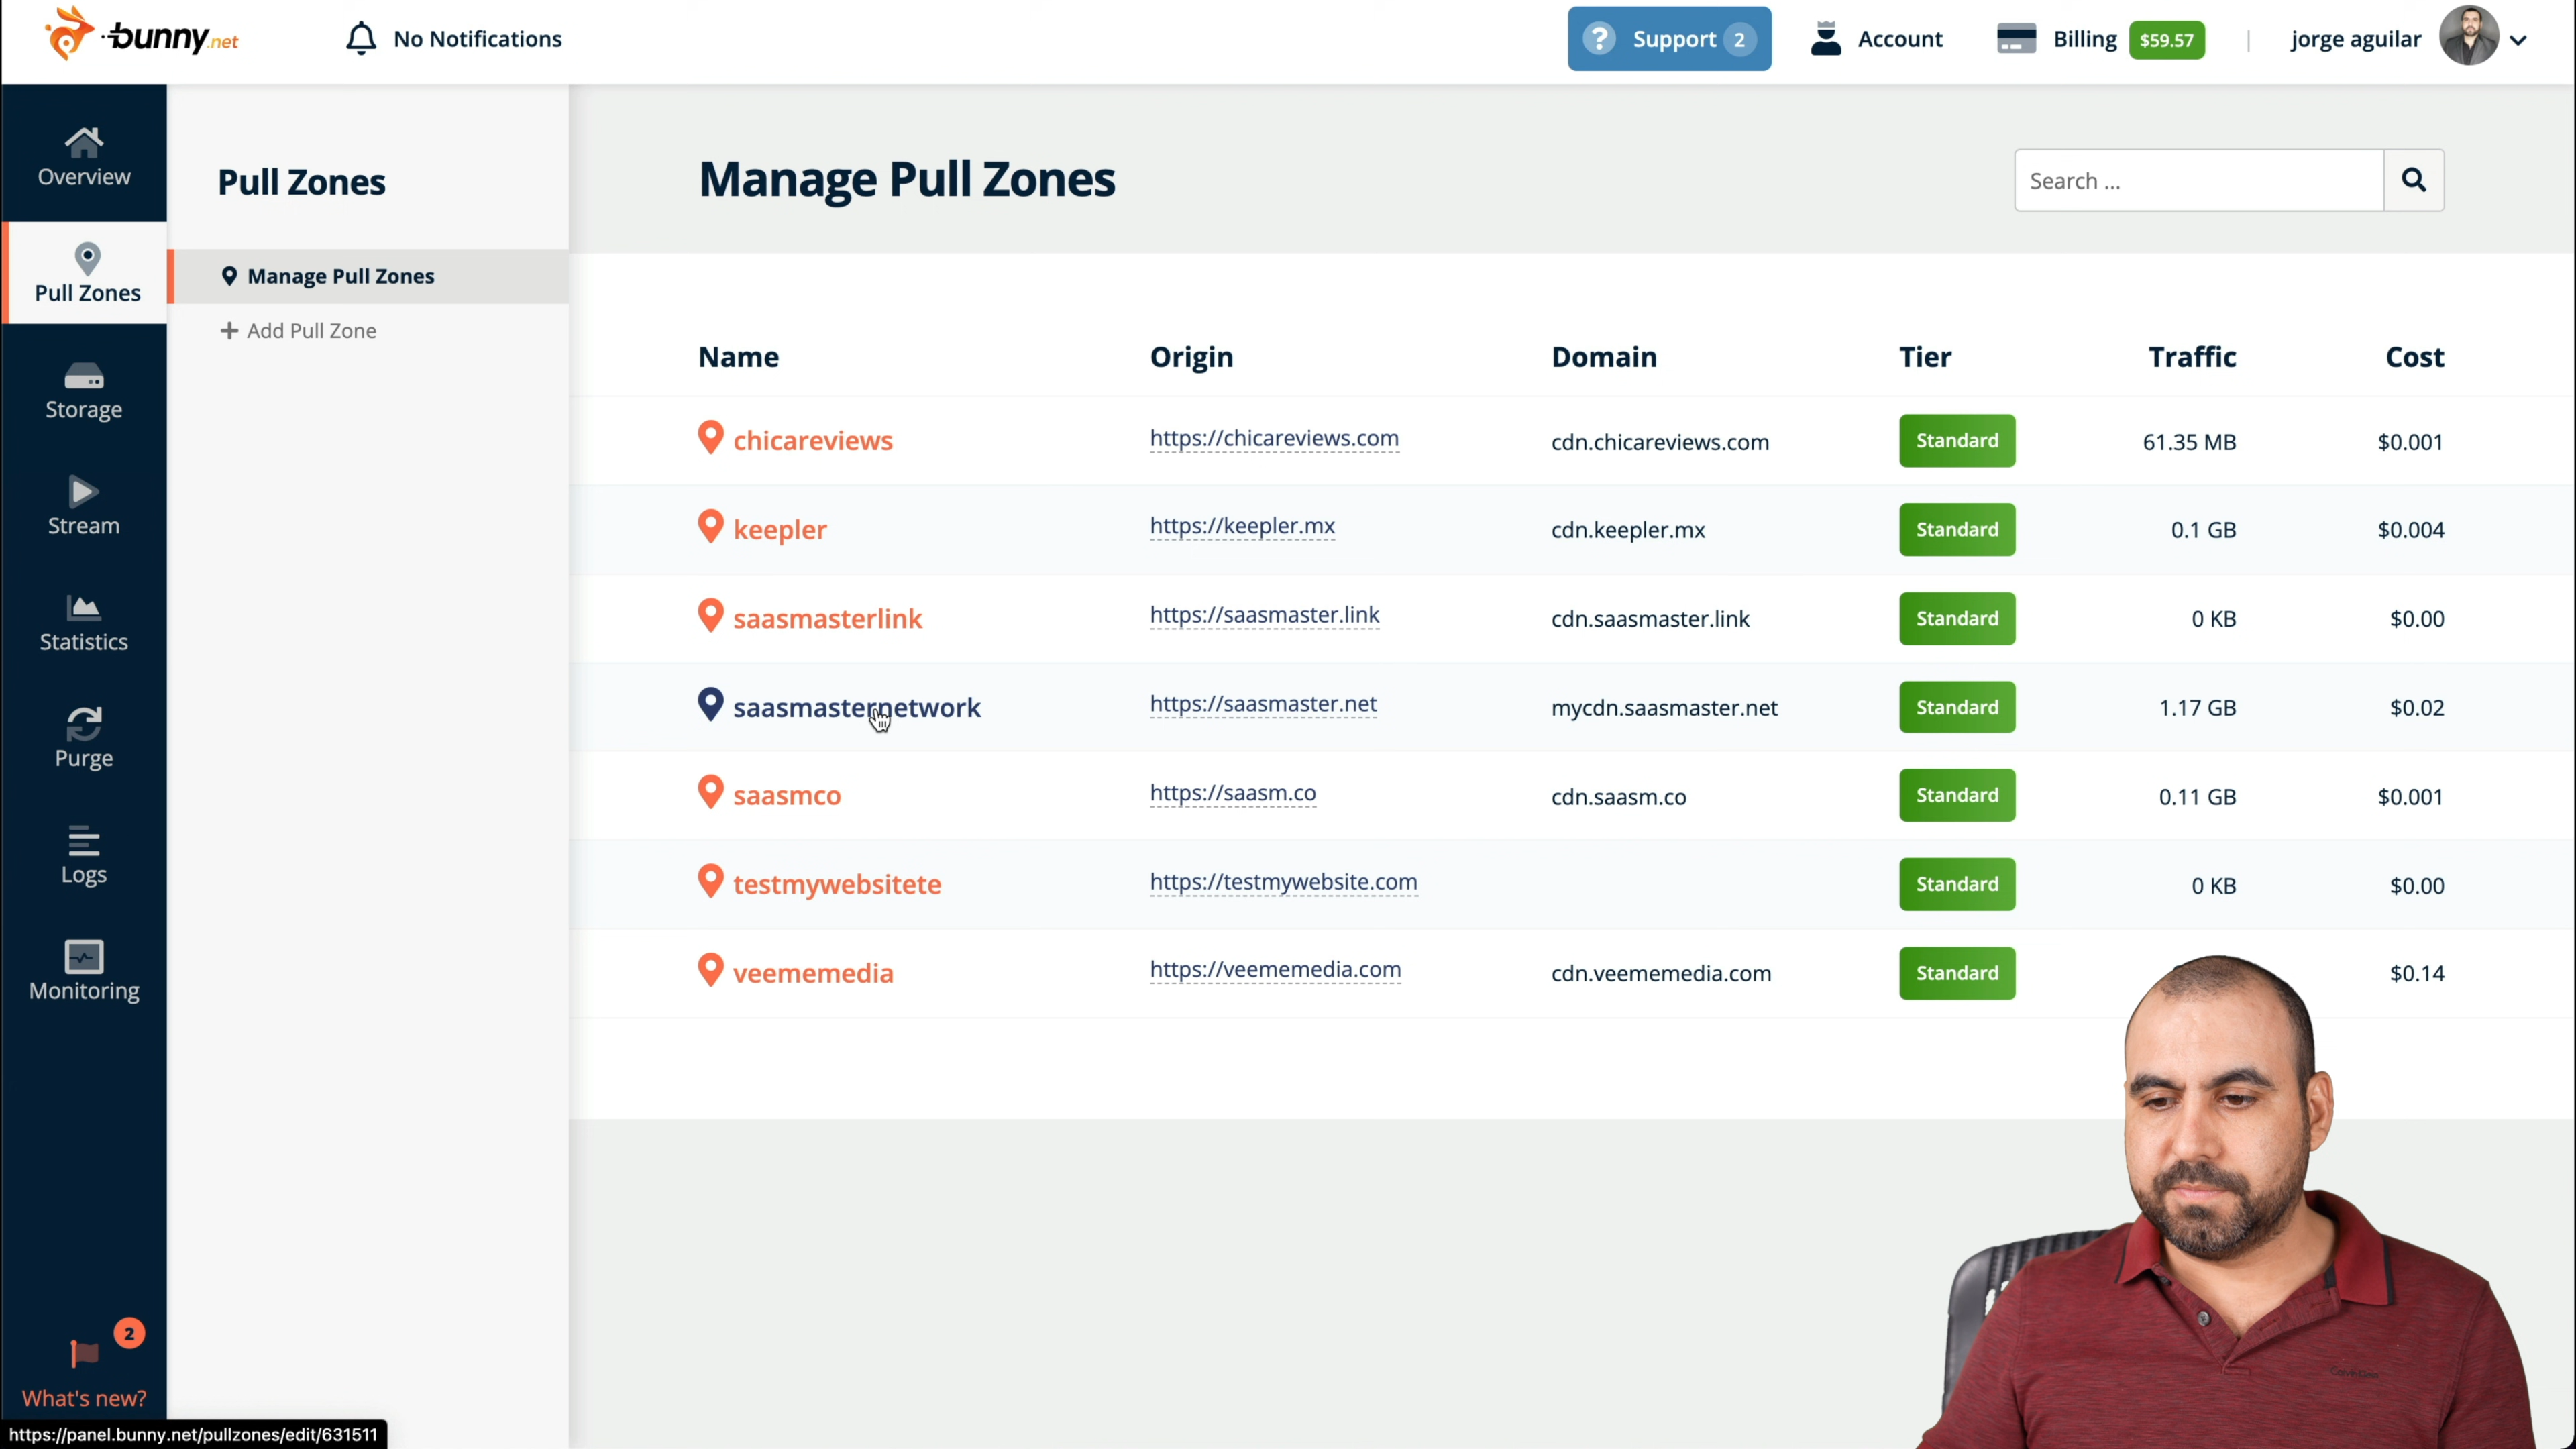 bunny.net
No Notifications
? Support 2
Account
Billing $59.57
jorge aguilar
Overview
Pull Zones
Storage
Stream
Statistics
Purge
Logs
Monitoring
2
What's new?
Pull Zones
Manage Pull Zones
Add Pull Zone
Manage Pull Zones
Search ...
Name Origin Domain Tier Traffic Cost
chicareviews https://chicareviews.com cdn.chicareviews.com Standard 61.35 MB $0.001
keepler https://keepler.mx cdn.keepler.mx Standard 0.1 GB $0.004
saasmasterlink https://saasmaster.link cdn.saasmaster.link Standard 0 KB $0.00
saasmasternetwork https://saasmaster.net mycdn.saasmaster.net Standard 1.17 GB $0.02
saasmco https://saasm.co cdn.saasm.co Standard 0.11 GB $0.001
testmywebsitete https://testmywebsite.com Standard 0 KB $0.00
veememedia https://veememedia.com cdn.veememedia.com Standard $0.14
https://panel.bunny.net/pullzones/edit/631511